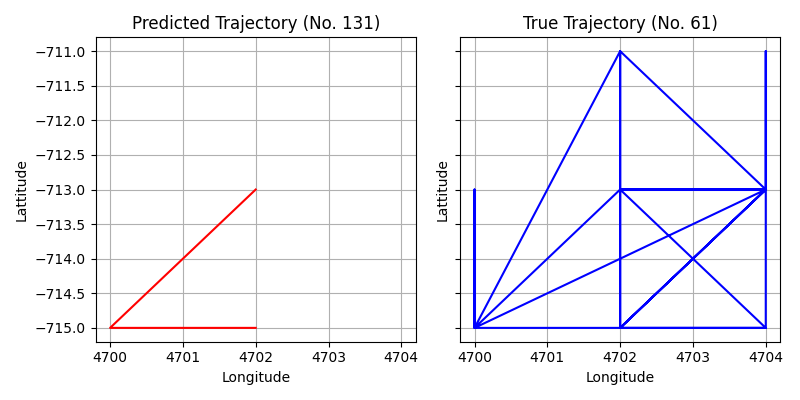 Predicted Trajectory (No. 131)
−711.0
−711.5
−712.0
−712.5
−713.0
−713.5
−714.0
−714.5
−715.0
Lattitude
4700 4701 4702 4703 4704
Longitude
True Trajectory (No. 61)
Lattitude
4700 4701 4702 4703 4704
Longitude